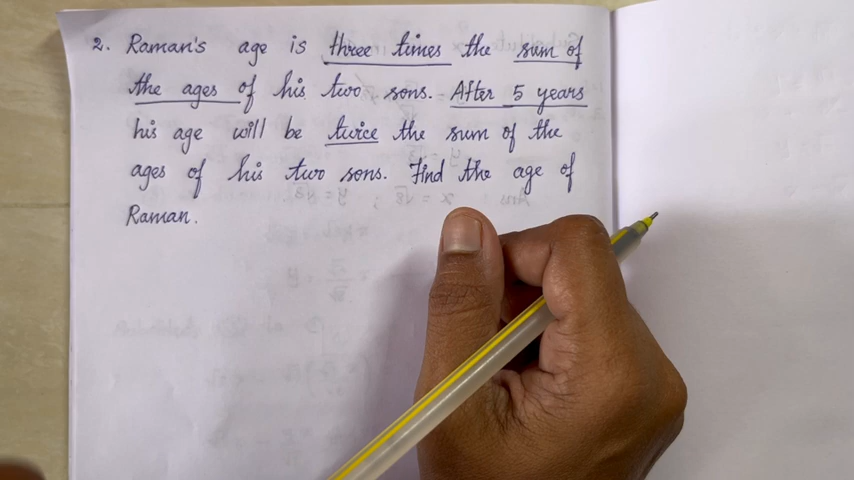 2. Raman's age is three times the sum of
the ages of his two sons. After 5 years
his age will be twice the sum of the
ages of his two sons. Find the age of
Raman.